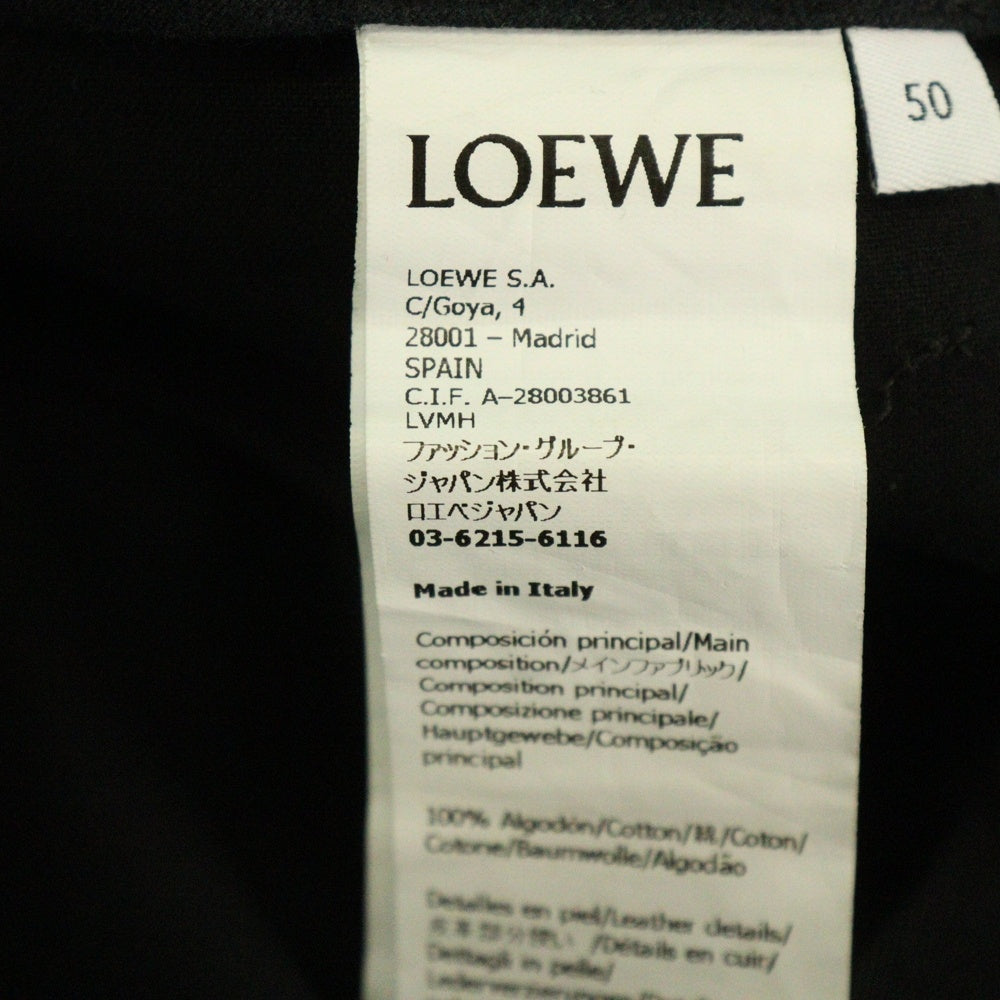 LOEWE
50
LOEWE S.A.
C/Goya, 4
28001 – Madrid
SPAIN
C.I.F. A–28003861
LVMH
ファッション・グループ・
ジャパン株式会社
ロエベジャパン
03-6215-6116
Made in Italy
Composición principal/Main
composition/メインファブリック/
Composition principal/
Composizione principale/
Hauptgewebe/Composição
principal
100% Algodón/Cotton/綿/Coton/
Cotone/Baumwolle/Algodão
Detalles en piel/Leather details/
/Détails en cuir/
Dettagli in pelle/